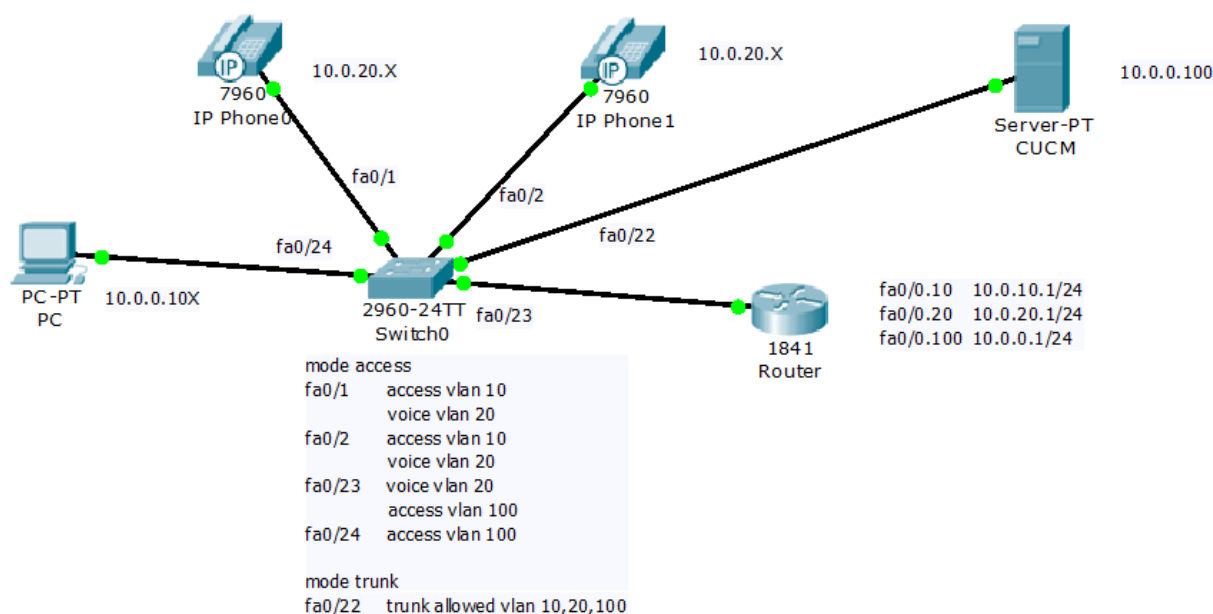 10.0.20.X
IP
7960
IP Phone0
10.0.20.X
IP
7960
IP Phone1
10.0.0.100
Server-PT
CUCM
fa0/1
fa0/2
fa0/22
fa0/24
PC-PT
PC
10.0.0.10X
2960-24TT
Switch0
fa0/23
1841
Router
fa0/0.10 10.0.10.1/24
fa0/0.20 10.0.20.1/24
fa0/0.100 10.0.0.1/24
mode access
fa0/1 access vlan 10
voice vlan 20
fa0/2 access vlan 10
voice vlan 20
fa0/23 voice vlan 20
access vlan 100
fa0/24 access vlan 100
mode trunk
fa0/22 trunk allowed vlan 10,20,100